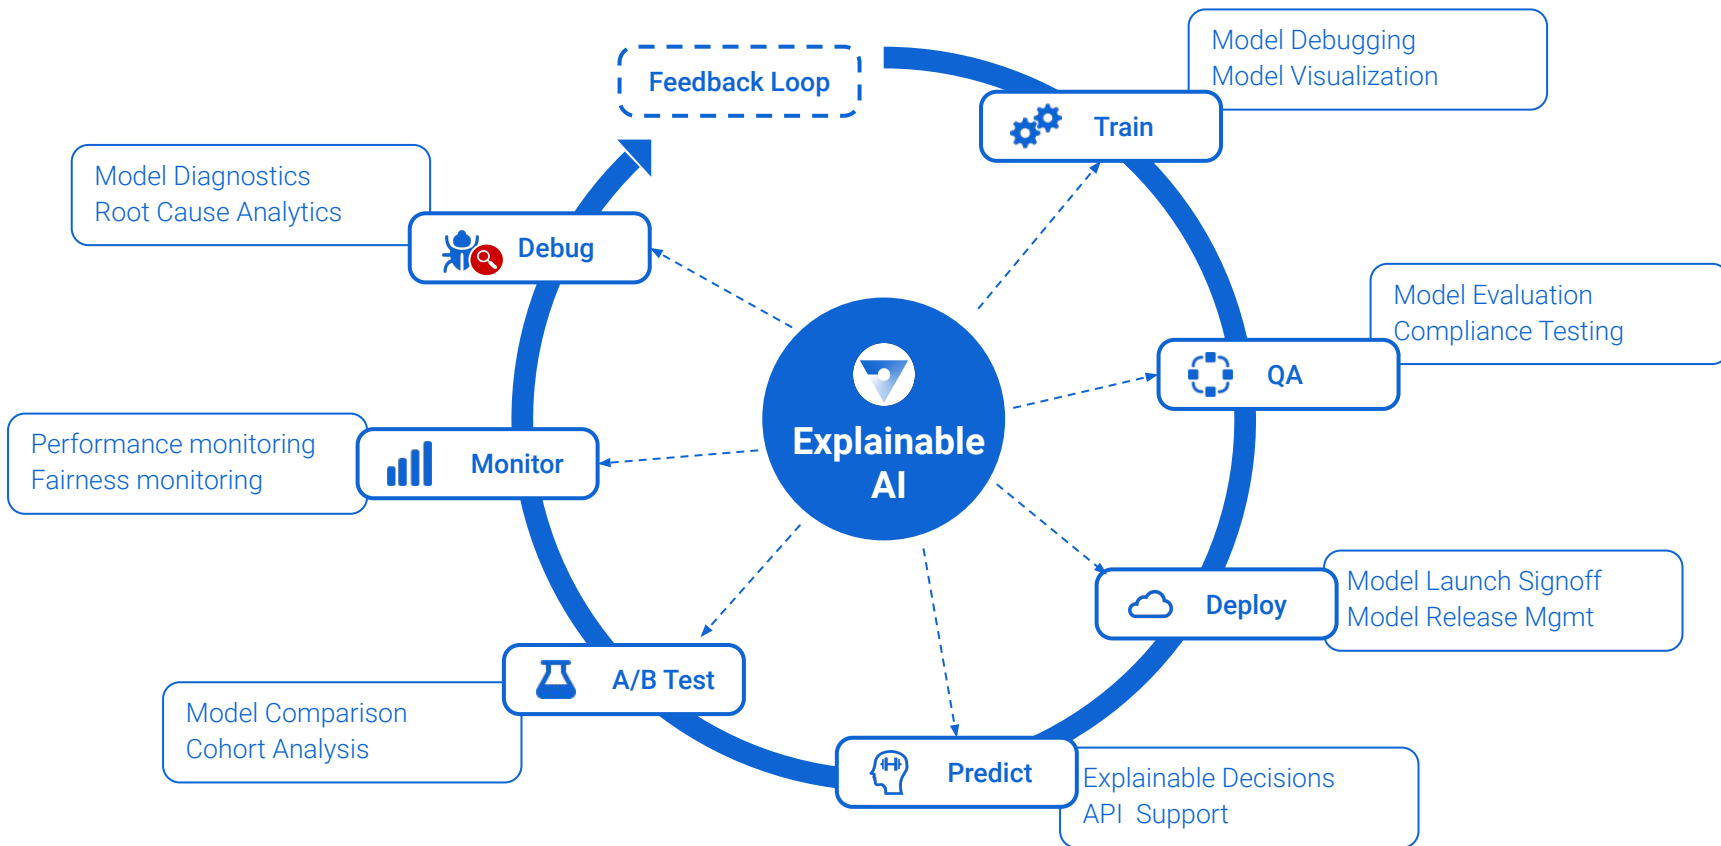 Feedback Loop
Train
Model Debugging
Model Visualization
QA
Model Evaluation
Compliance Testing
Deploy
Model Launch Signoff
Model Release Mgmt
Predict
Explainable Decisions
API  Support
A/B Test
Model Comparison
Cohort Analysis
Monitor
Performance monitoring
Fairness monitoring
Debug
Model Diagnostics
Root Cause Analytics
Explainable
AI